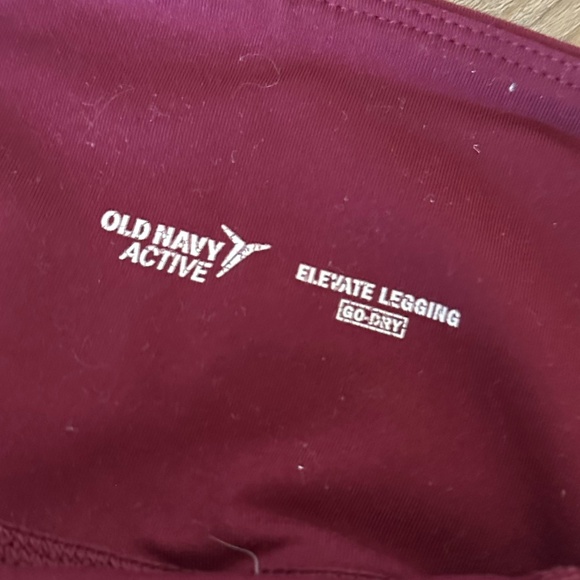 OLD NAVY
ACTIVE
ELEVATE LEGGING
GO-DRY